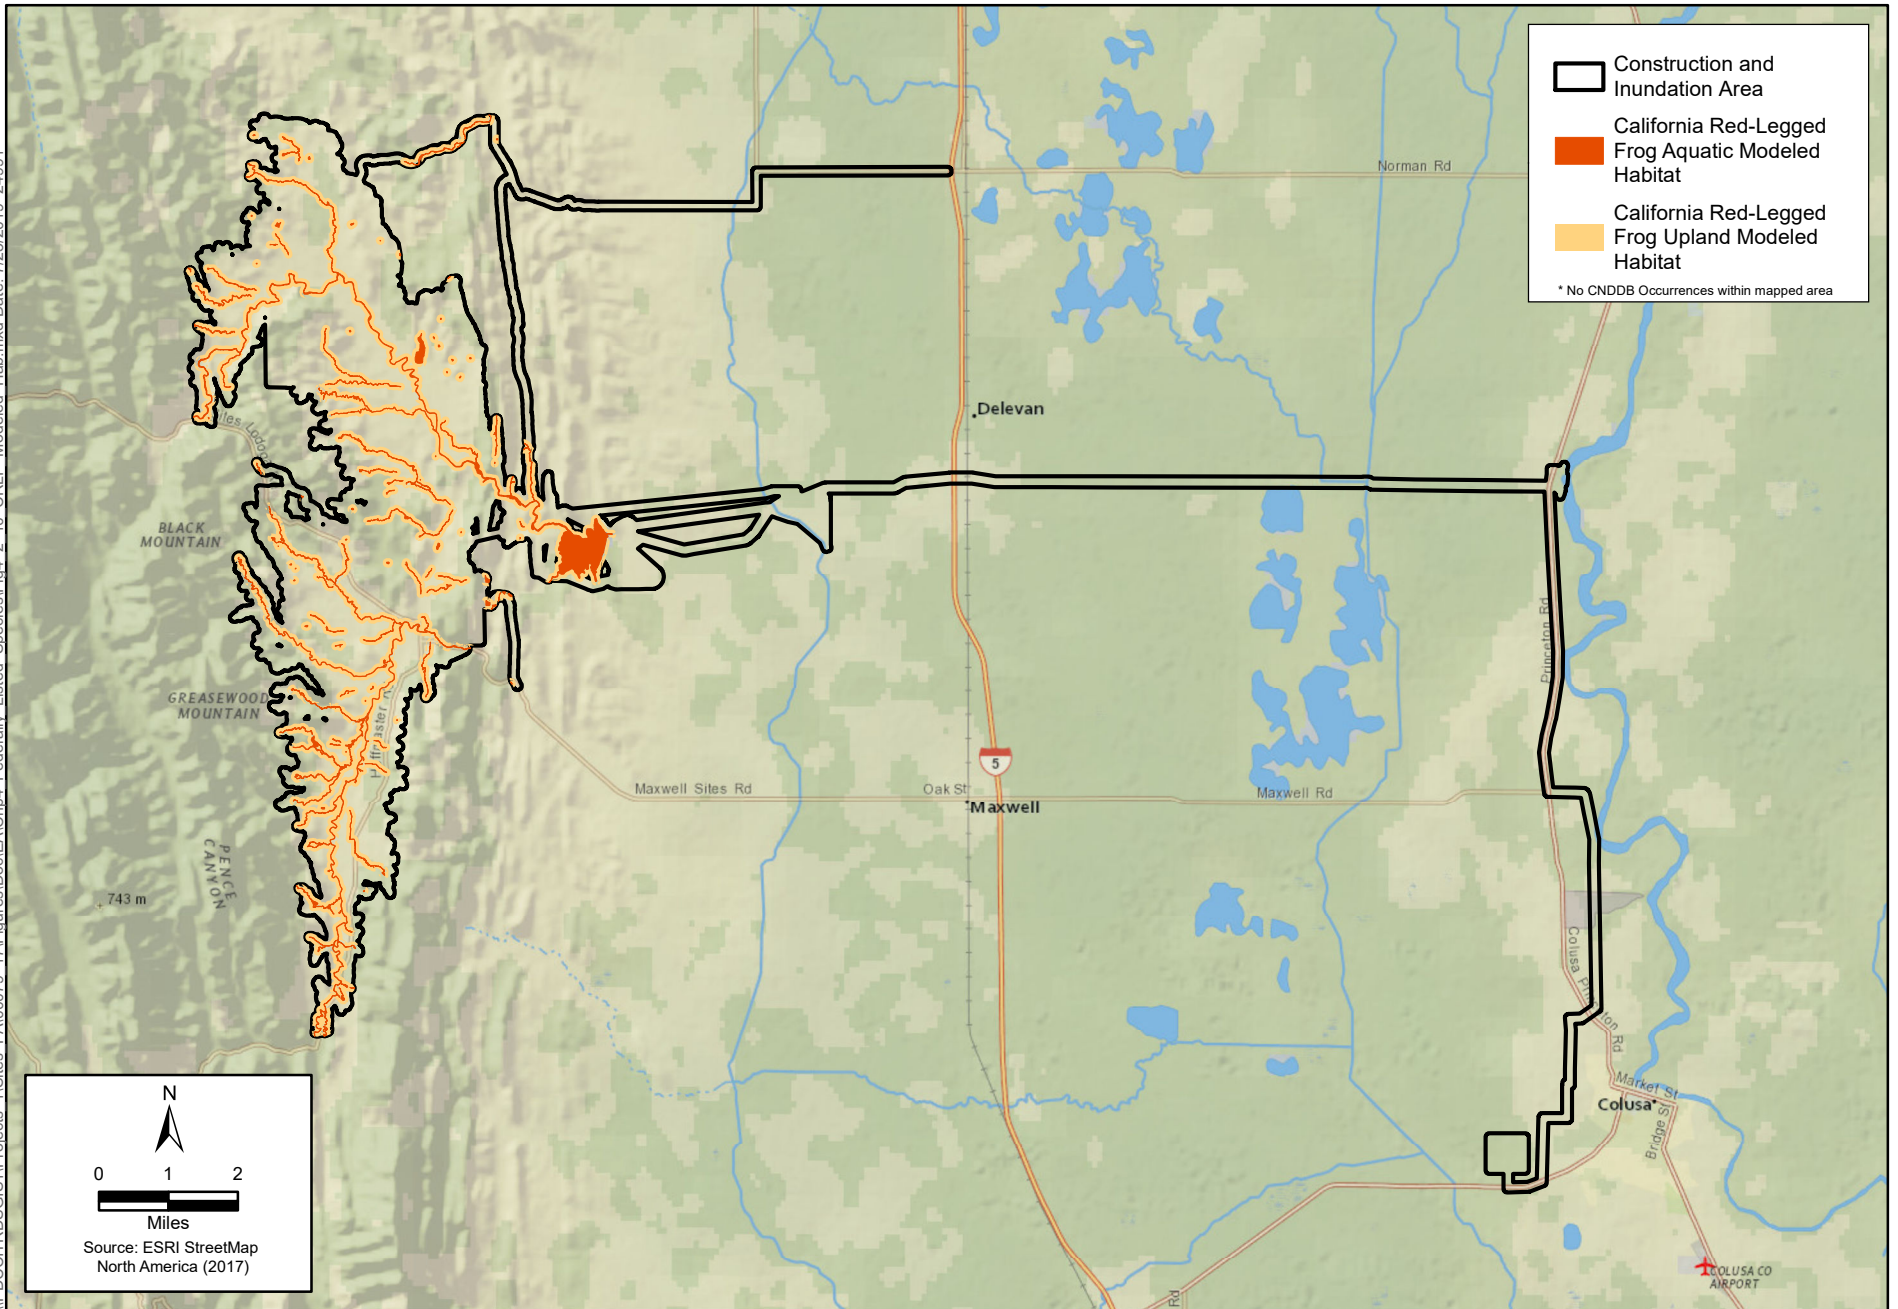 Construction and
Inundation Area
California Red-Legged
Frog Aquatic Modeled
Habitat
California Red-Legged
Frog Upland Modeled
Habitat
* No CNDDB Occurrences within mapped area
Norman Rd
Delevan
BLACK
MOUNTAIN
GREASEWOOD
MOUNTAIN
Princeton Rd
5
Maxwell Sites Rd
Oak St
Maxwell
Maxwell Rd
PENCE
CANYON
743 m
Market St
Colusa
Bridge St
COLUSA CO
AIRPORT
Rd
N
0 1 2
Miles
Source: ESRI StreetMap
North America (2017)